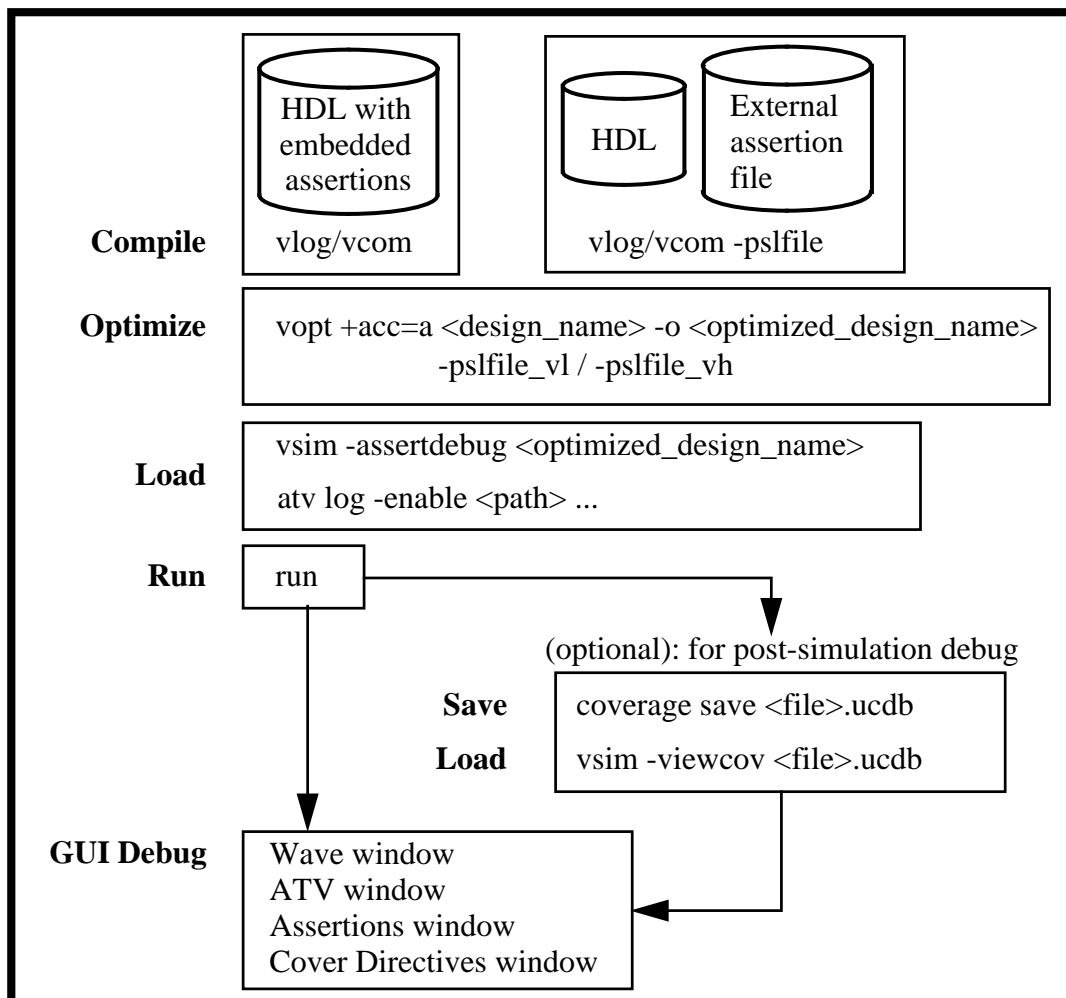 HDL with
embedded
assertions
HDL
External
assertion
file
Compile
vlog/vcom
vlog/vcom -pslfile
Optimize
vopt +acc=a <design_name> -o <optimized_design_name>
-pslfile_vl / -pslfile_vh
Load
vsim -assertdebug <optimized_design_name>
atv log -enable <path> ...
Run
run
(optional): for post-simulation debug
Save
coverage save <file>.ucdb
Load
vsim -viewcov <file>.ucdb
GUI Debug
Wave window
ATV window
Assertions window
Cover Directives window